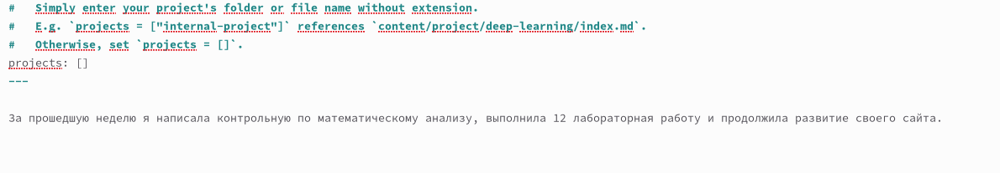 #   Simply enter your project's folder or file name without extension.
#   E.g. `projects = ["internal-project"]` references `content/project/deep-learning/index.md`.
#   Otherwise, set `projects = []`.
projects: []
---
За прошедшую неделю я написала контрольную по математическому анализу, выполнила 12 лабораторная работу и продолжила развитие своего сайта.